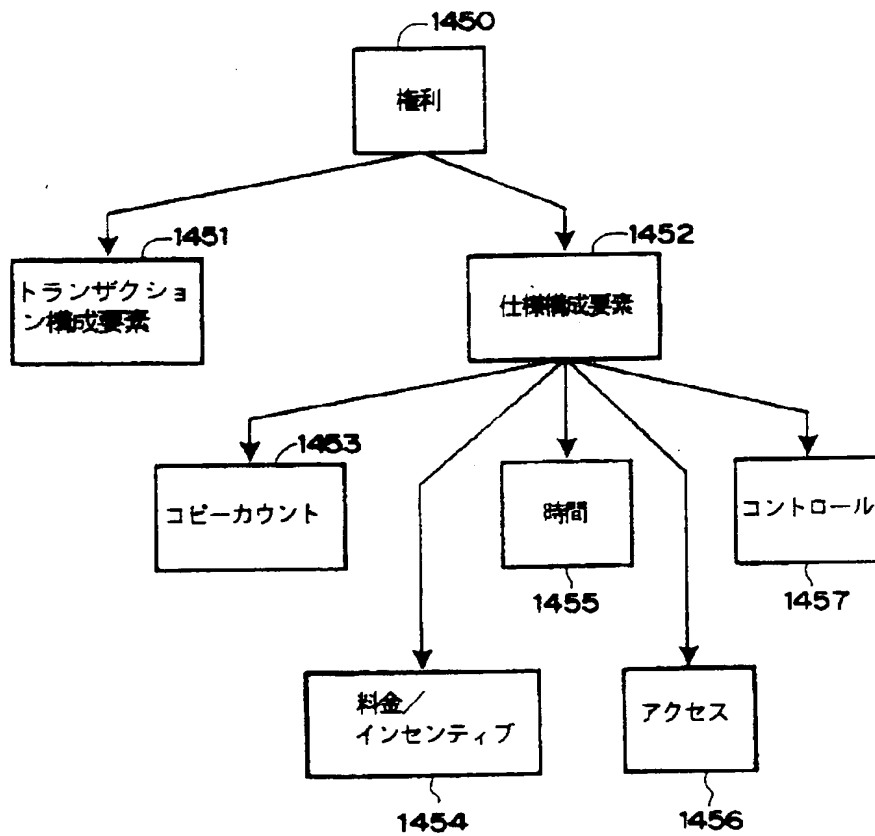 1450
権利
1451
トランザクショ
ン構成要素
1452
仕様構成要素
1453
コピーカウント
時間
1455
コントロール
1457
料金/
インセンティブ
1454
アクセス
1456